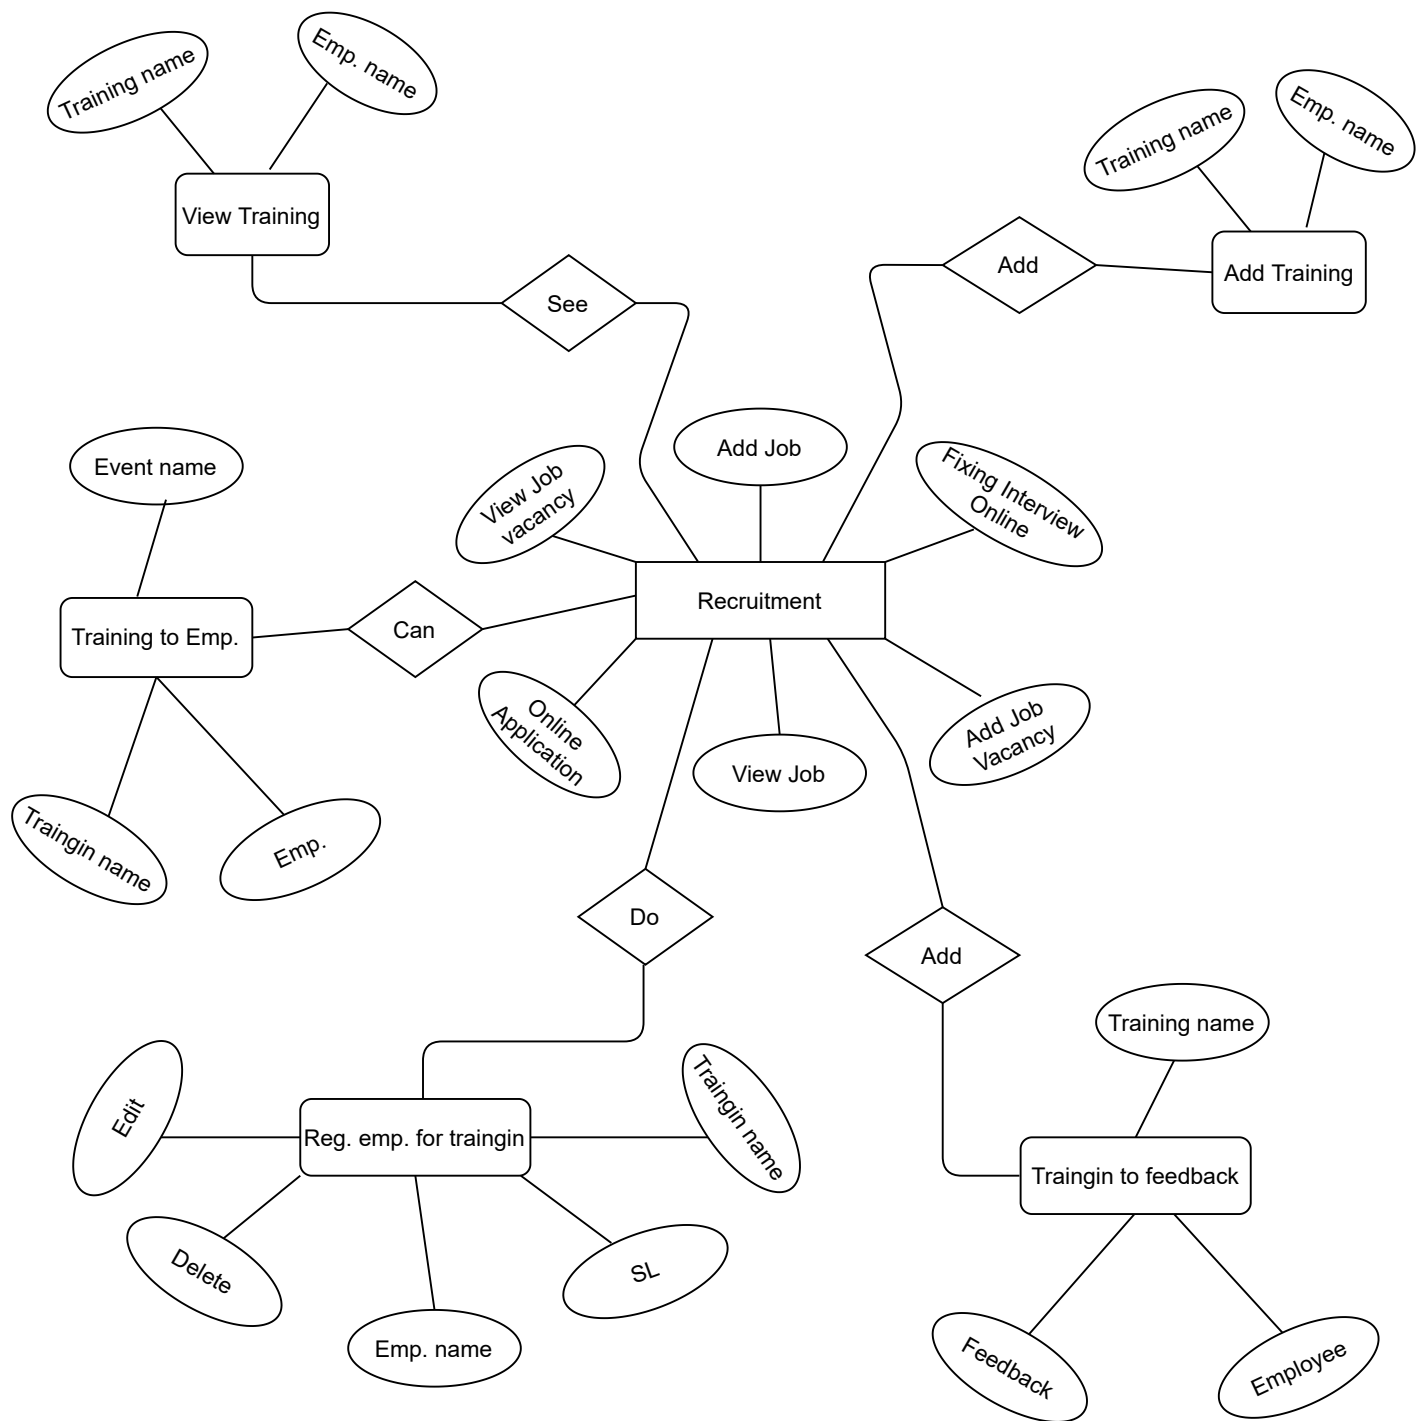 Training name
Emp. name
Training name
Emp. name
View Training
Add
Add Training
See
Add Job
Event name
View Job
vacancy
Fixing Interview
Online
Recruitment
Training to Emp.
Can
Online
Application
Add Job
Vacancy
View Job
Traingin name
Emp.
Do
Add
Training name
Edit
Reg. emp. for traingin
Traingin name
Traingin to feedback
Delete
SL
Emp. name
Feedback
Employee